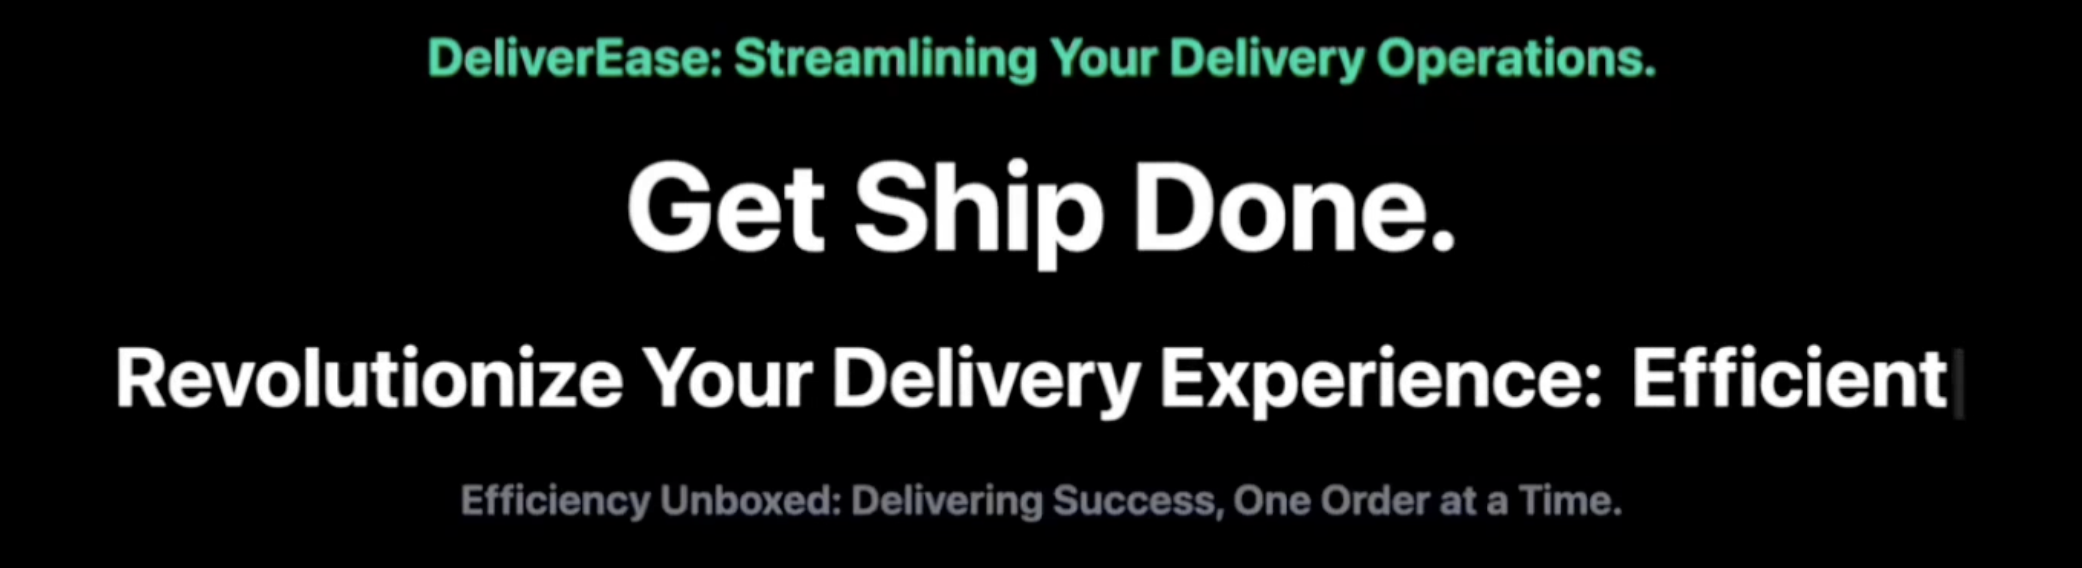 DeliverEase: Streamlining Your Delivery Operations.
Get Ship Done.
Revolutionize Your Delivery Experience: Efficient
Efficiency Unboxed: Delivering Success, One Order at a Time.